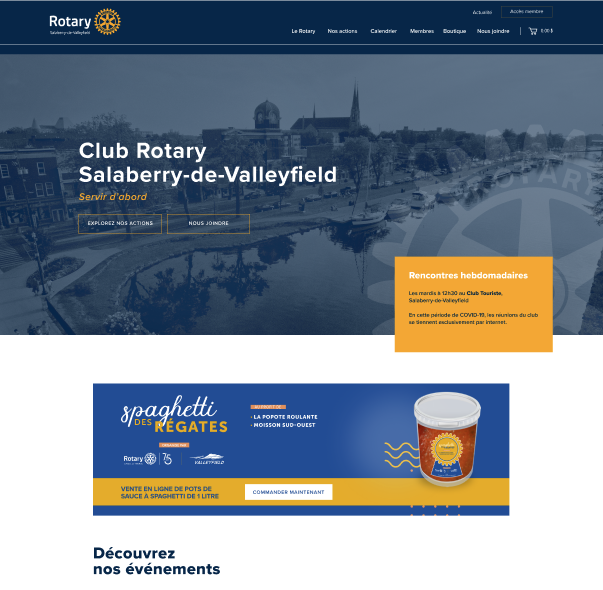 Actualité
Accès membre
Rotary
Salaberry-de-Valleyfield
Le Rotary
Nos actions
Calendrier
Membres
Boutique
Nous joindre
0.00 $
Club Rotary
Salaberry-de-Valleyfield
Servir d'abord
EXPLOREZ NOS ACTIONS
NOUS JOINDRE
ROTARY
Rencontres hebdomadaires
Les mardis à 12h30 au Club Touriste,
Salaberry-de-Valleyfield
En cette période de COVID-19, les réunions du club
se tiennent exclusivement par internet.
spaghetti
DES RÉGATES
AU PROFIT DE
· LA POPOTE ROULANTE
· MOISSON SUD-OUEST
Rotary
75
VALLEYFIELD
VENTE EN LIGNE DE POTS DE
SAUCE À SPAGHETTI DE 1 LITRE
COMMANDER MAINTENANT
Découvrez
nos événements